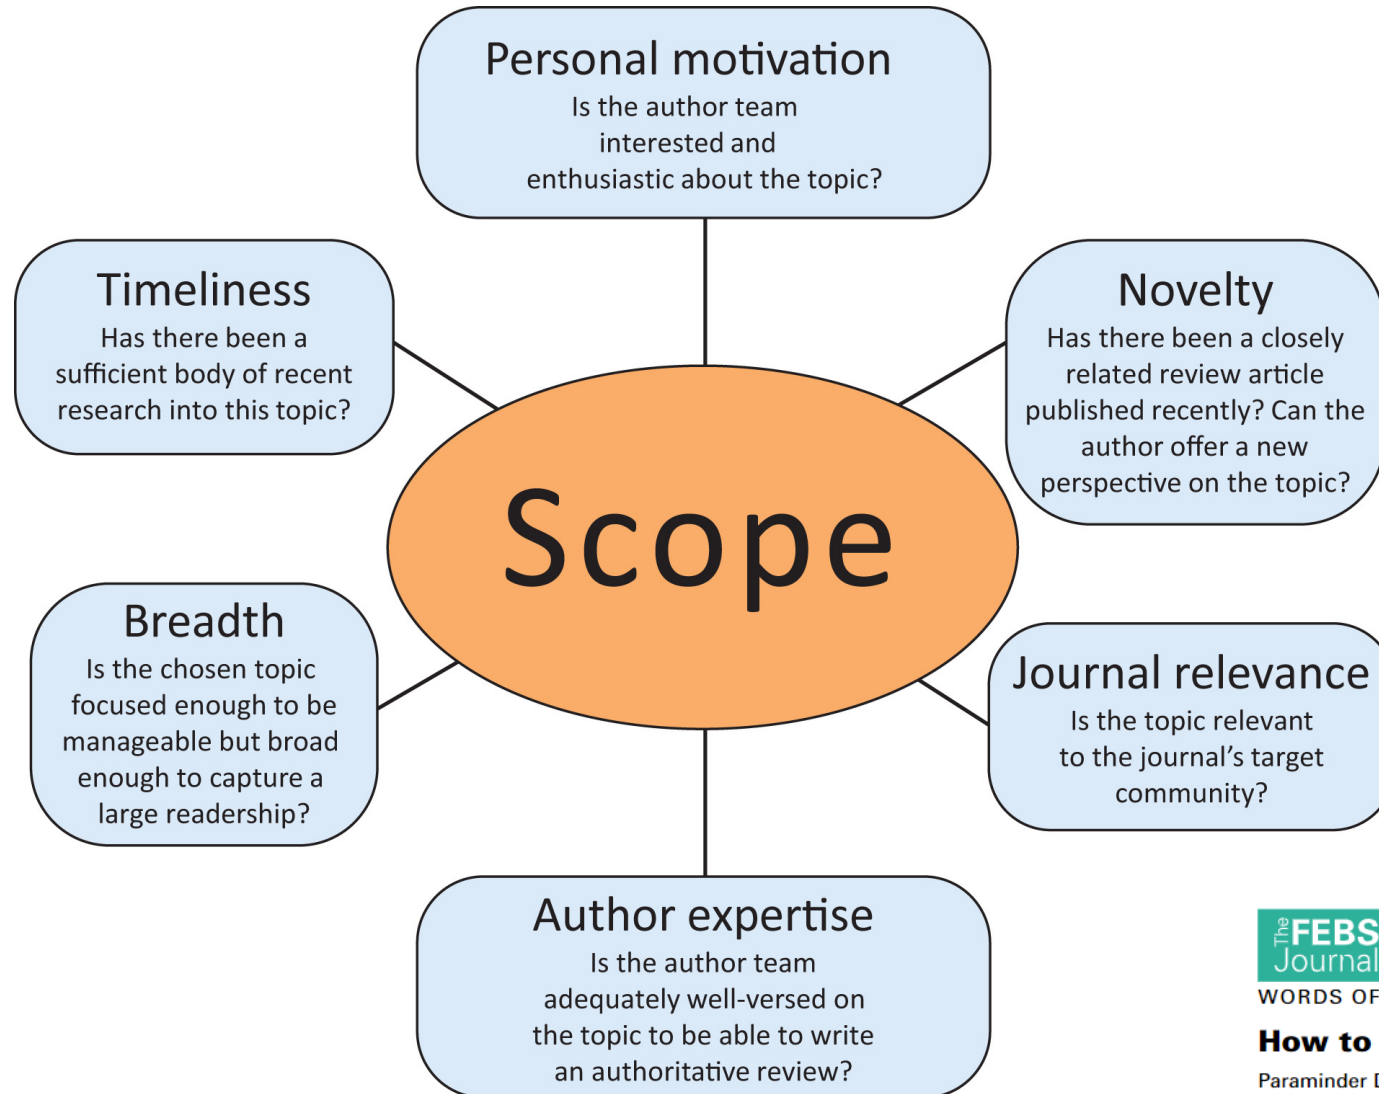 Personal motivation
Is the author team
interested and
enthusiastic about the topic?
Timeliness
Has there been a
sufficient body of recent
research into this topic?
Novelty
Has there been a closely
related review article
published recently? Can the
author offer a new
perspective on the topic?
Scope
Breadth
Is the chosen topic
focused enough to be
manageable but broad
enough to capture a
large readership?
Journal relevance
Is the topic relevant
to the journal's target
community?
Author expertise
Is the author team
adequately well-versed on
the topic to be able to write
an authoritative review?
The FEBS
Journal
WORDS OF
How to
Paraminder D